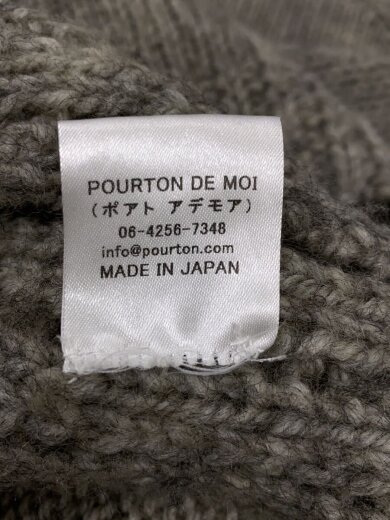 POURTON DE MOI
(ポアト アデモア)
06-4256-7348
info@pourton.com
MADE IN JAPAN